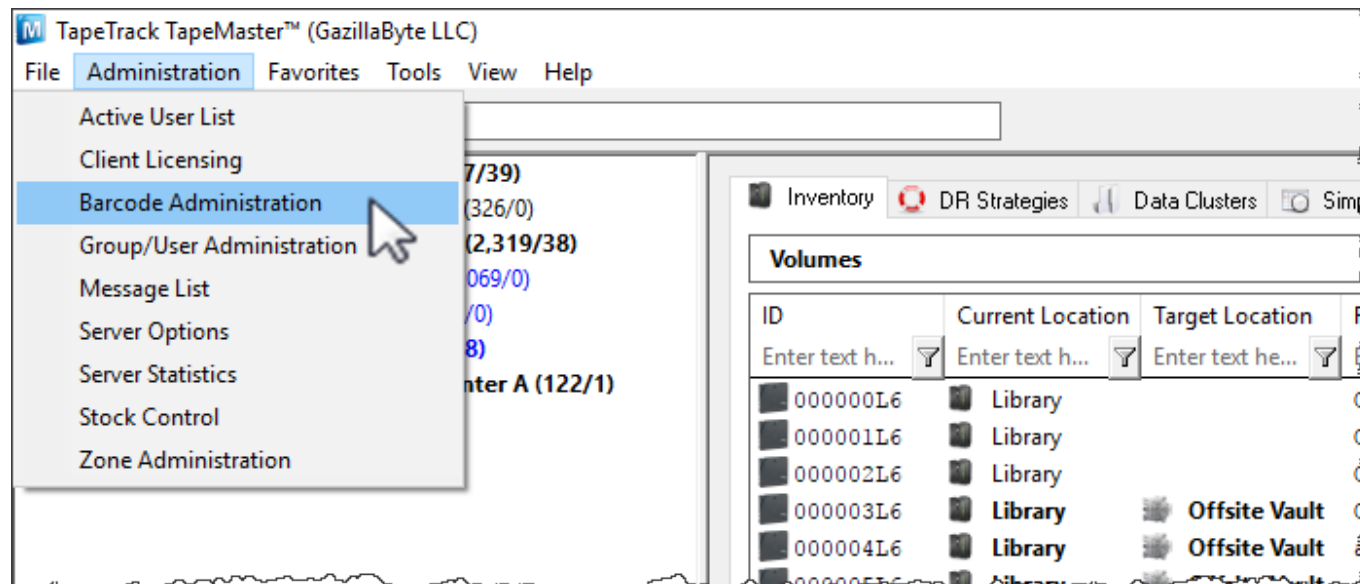 TapeTrack TapeMaster™ (GazillaByte LLC)
File Administration Favorites Tools View Help
Active User List
Client Licensing
Barcode Administration
Group/User Administration
Message List
Server Options
Server Statistics
Stock Control
Zone Administration
7/39)
(326/0)
(2,319/38)
069/0)
/0)
8)
nter A (122/1)
Inventory DR Strategies Data Clusters Simp
Volumes
ID Current Location Target Location
Enter text h... Enter text h... Enter text he...
000000L6 Library
000001L6 Library
000002L6 Library
000003L6 Library Offsite Vault
000004L6 Library Offsite Vault